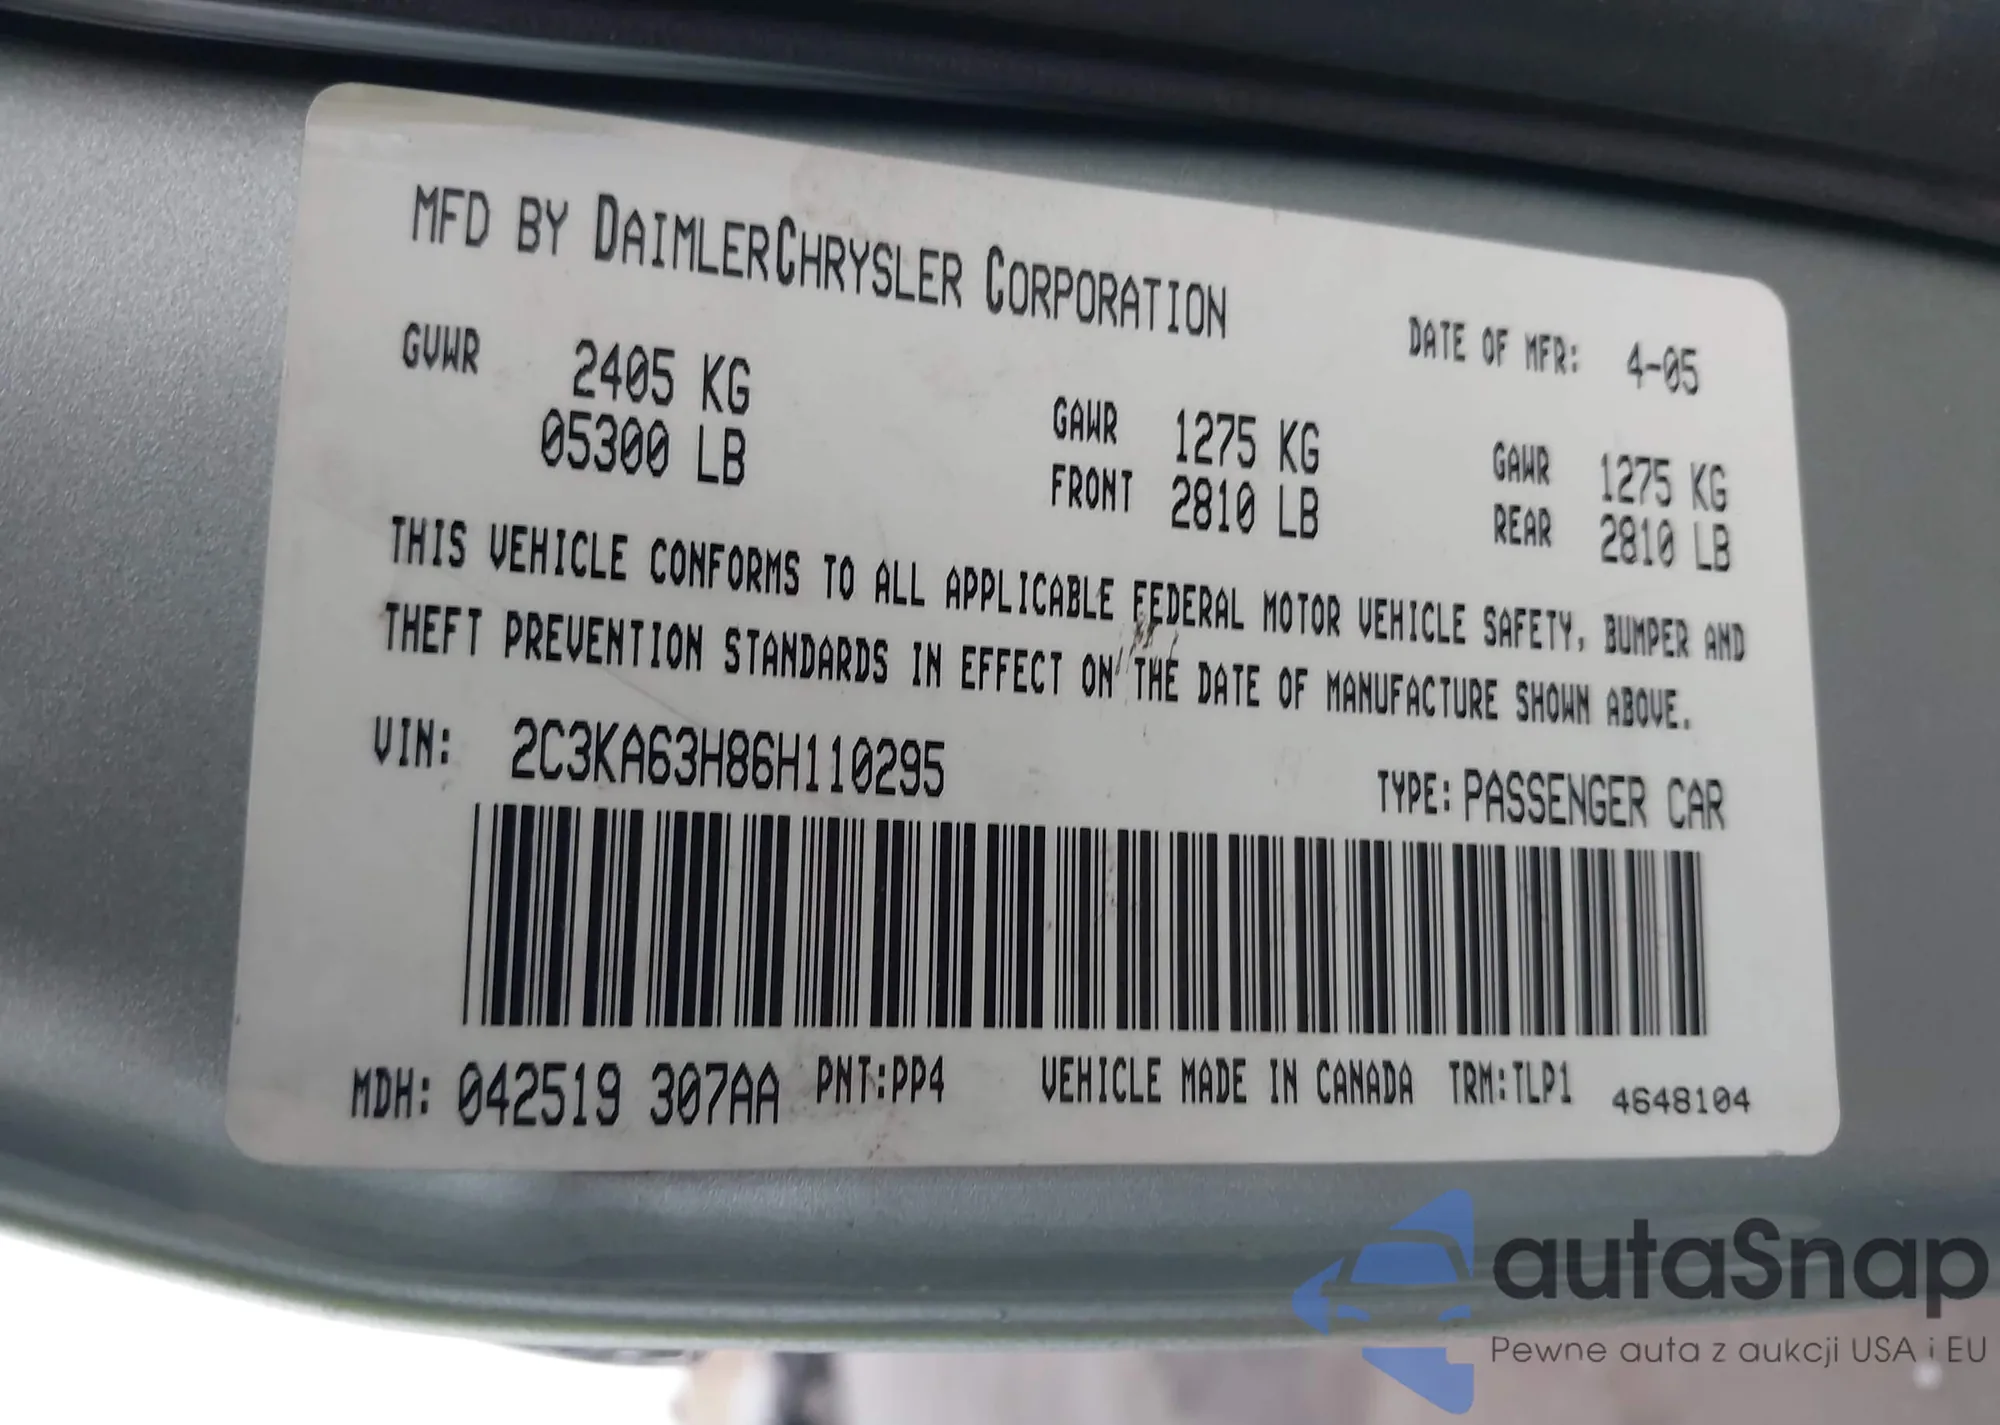 MFD BY DAIMLERCHRYSLER CORPORATION
DATE OF MFR: 4-05
GVWR 2405 KG
05300 LB
GAWR 1275 KG
FRONT 2810 LB
GAWR 1275 KG
REAR 2810 LB
THIS VEHICLE CONFORMS TO ALL APPLICABLE FEDERAL MOTOR VEHICLE SAFETY, BUMPER AND
THEFT PREVENTION STANDARDS IN EFFECT ON THE DATE OF MANUFACTURE SHOWN ABOVE.
VIN: 2C3KA63H86H110295
TYPE: PASSENGER CAR
MDH: 042519 307AA PNT:PP4 VEHICLE MADE IN CANADA TRM:TLP1 4648104
autaSnap
Pewne auta z aukcji USA i EU